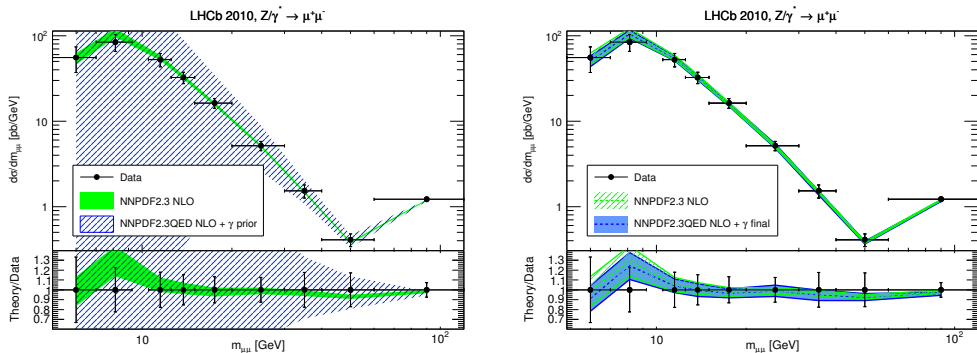 LHCb 2010, Z/γ* → μ⁺μ⁻
dσ/dm_μμ [pb/GeV]
10²
10
1
Data
NNPDF2.3 NLO
NNPDF2.3QED NLO + γ prior
Theory/Data
1.3
1.2
1.1
1.0
0.9
0.8
0.7
10
10²
m_μμ [GeV]
LHCb 2010, Z/γ* → μ⁺μ⁻
dσ/dm_μμ [pb/GeV]
10²
10
1
Data
NNPDF2.3 NLO
NNPDF2.3QED NLO + γ final
Theory/Data
1.3
1.2
1.1
1.0
0.9
0.8
0.7
10
10²
m_μμ [GeV]